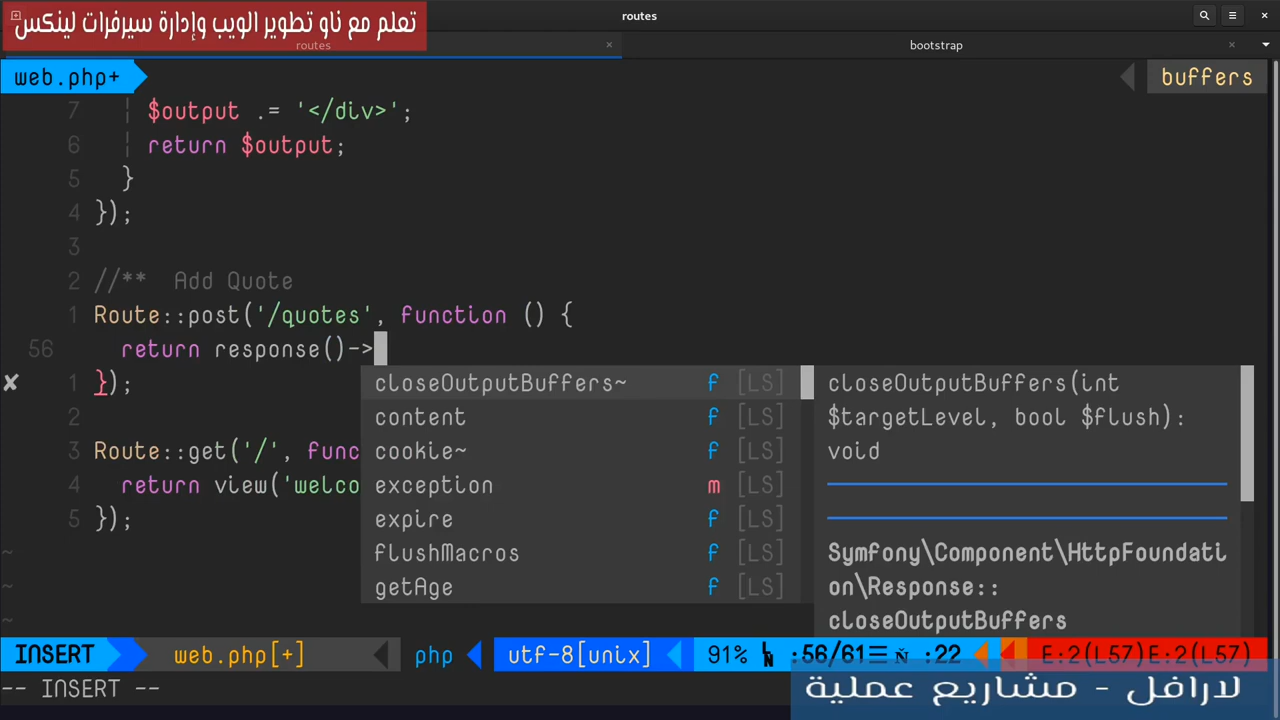 routes
تعلم مع ناو تطوير الويب وإدارة سيرفرات لينكس
routes
bootstrap
web.php+
buffers
7 $output .= '</div>';
6 return $output;
5 }
4 });
3
2 //** Add Quote
1 Route::post('/quotes', function () {
56 return response()->
1 });
2
3 Route::get('/', func
4 return view('welco
5 });
~
~
~
closeOutputBuffers~ f [LS]
content f [LS]
cookie~ f [LS]
exception m [LS]
expire f [LS]
flushMacros f [LS]
getAge f [LS]
closeOutputBuffers(int
$targetLevel, bool $flush):
void
Symfony\Component\HttpFoundati
on\Response::
closeOutputBuffers
INSERT web.php[+] php utf-8[unix] 91% :56/61☰ :22 E:2(L57)E:2(L57)
-- INSERT --
لارافل - مشاريع عملية